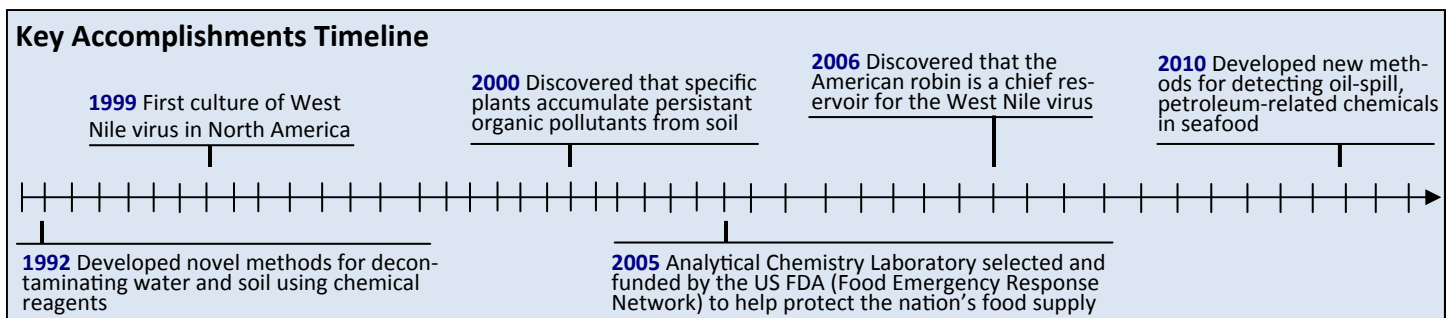 Key Accomplishments Timeline
1999 First culture of West
Nile virus in North America
2000 Discovered that specific
plants accumulate persistant
organic pollutants from soil
2006 Discovered that the
American robin is a chief res-
ervoir for the West Nile virus
2010 Developed new meth-
ods for detecting oil-spill,
petroleum-related chemicals
in seafood
1992 Developed novel methods for decon-
taminating water and soil using chemical
reagents
2005 Analytical Chemistry Laboratory selected and
funded by the US FDA (Food Emergency Response
Network) to help protect the nation’s food supply